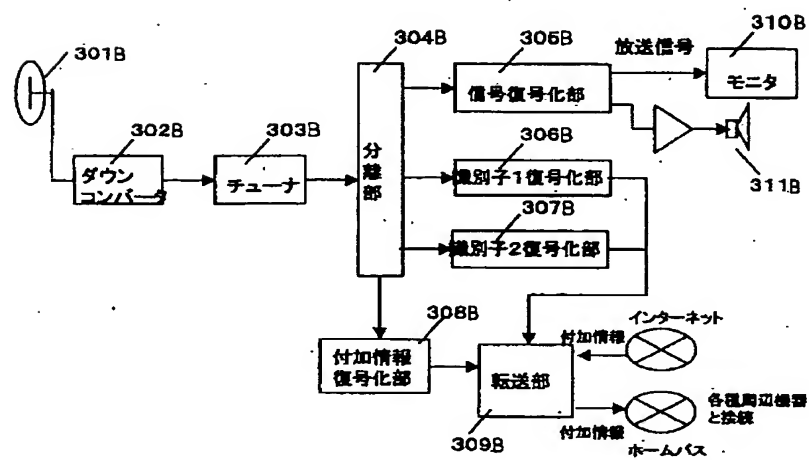 301B
302B
ダウン
コンバータ
303B
チューナ
304B
分離部
305B
信号復号化部
放送信号
310B
モニタ
311B
306B
識別子1復号化部
307B
識別子2復号化部
308B
付加情報
復号化部
転送部
309B
インターネット
付加情報
各種周辺機器
と接続
付加情報
ホームバス